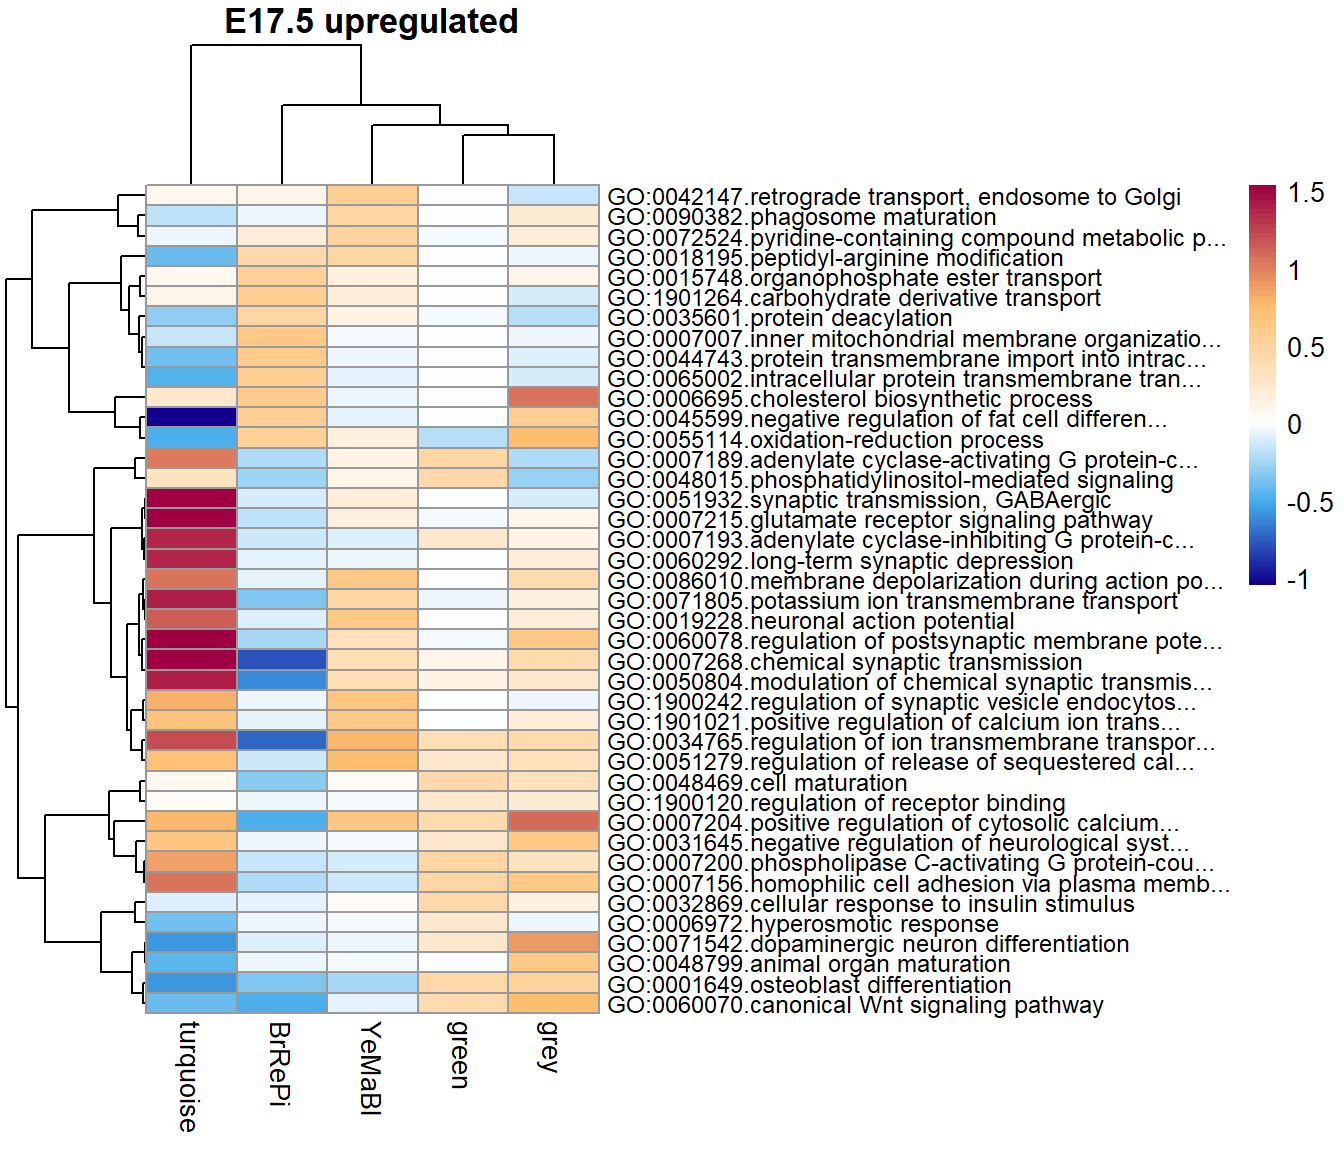 E17.5 upregulated
GO:0042147.retrograde transport, endosome to Golgi
GO:0090382.phagosome maturation
GO:0072524.pyridine-containing compound metabolic p...
GO:0018195.peptidyl-arginine modification
GO:0015748.organophosphate ester transport
GO:1901264.carbohydrate derivative transport
GO:0035601.protein deacylation
GO:0007007.inner mitochondrial membrane organizatio...
GO:0044743.protein transmembrane import into intrac...
GO:0065002.intracellular protein transmembrane tran...
GO:0006695.cholesterol biosynthetic process
GO:0045599.negative regulation of fat cell differen...
GO:0055114.oxidation-reduction process
GO:0007189.adenylate cyclase-activating G protein-c...
GO:0048015.phosphatidylinositol-mediated signaling
GO:0051932.synaptic transmission, GABAergic
GO:0007215.glutamate receptor signaling pathway
GO:0007193.adenylate cyclase-inhibiting G protein-c...
GO:0060292.long-term synaptic depression
GO:0086010.membrane depolarization during action po...
GO:0071805.potassium ion transmembrane transport
GO:0019228.neuronal action potential
GO:0060078.regulation of postsynaptic membrane pote...
GO:0007268.chemical synaptic transmission
GO:0050804.modulation of chemical synaptic transmis...
GO:1900242.regulation of synaptic vesicle endocytos...
GO:1901021.positive regulation of calcium ion trans...
GO:0034765.regulation of ion transmembrane transpor...
GO:0051279.regulation of release of sequestered cal...
GO:0048469.cell maturation
GO:1900120.regulation of receptor binding
GO:0007204.positive regulation of cytosolic calcium...
GO:0031645.negative regulation of neurological syst...
GO:0007200.phospholipase C-activating G protein-cou...
GO:0007156.homophilic cell adhesion via plasma memb...
GO:0032869.cellular response to insulin stimulus
GO:0006972.hyperosmotic response
GO:0071542.dopaminergic neuron differentiation
GO:0048799.animal organ maturation
GO:0001649.osteoblast differentiation
GO:0060070.canonical Wnt signaling pathway
1.5
1
0.5
0
-0.5
-1
turquoise
BrRePi
YeMaBl
green
grey